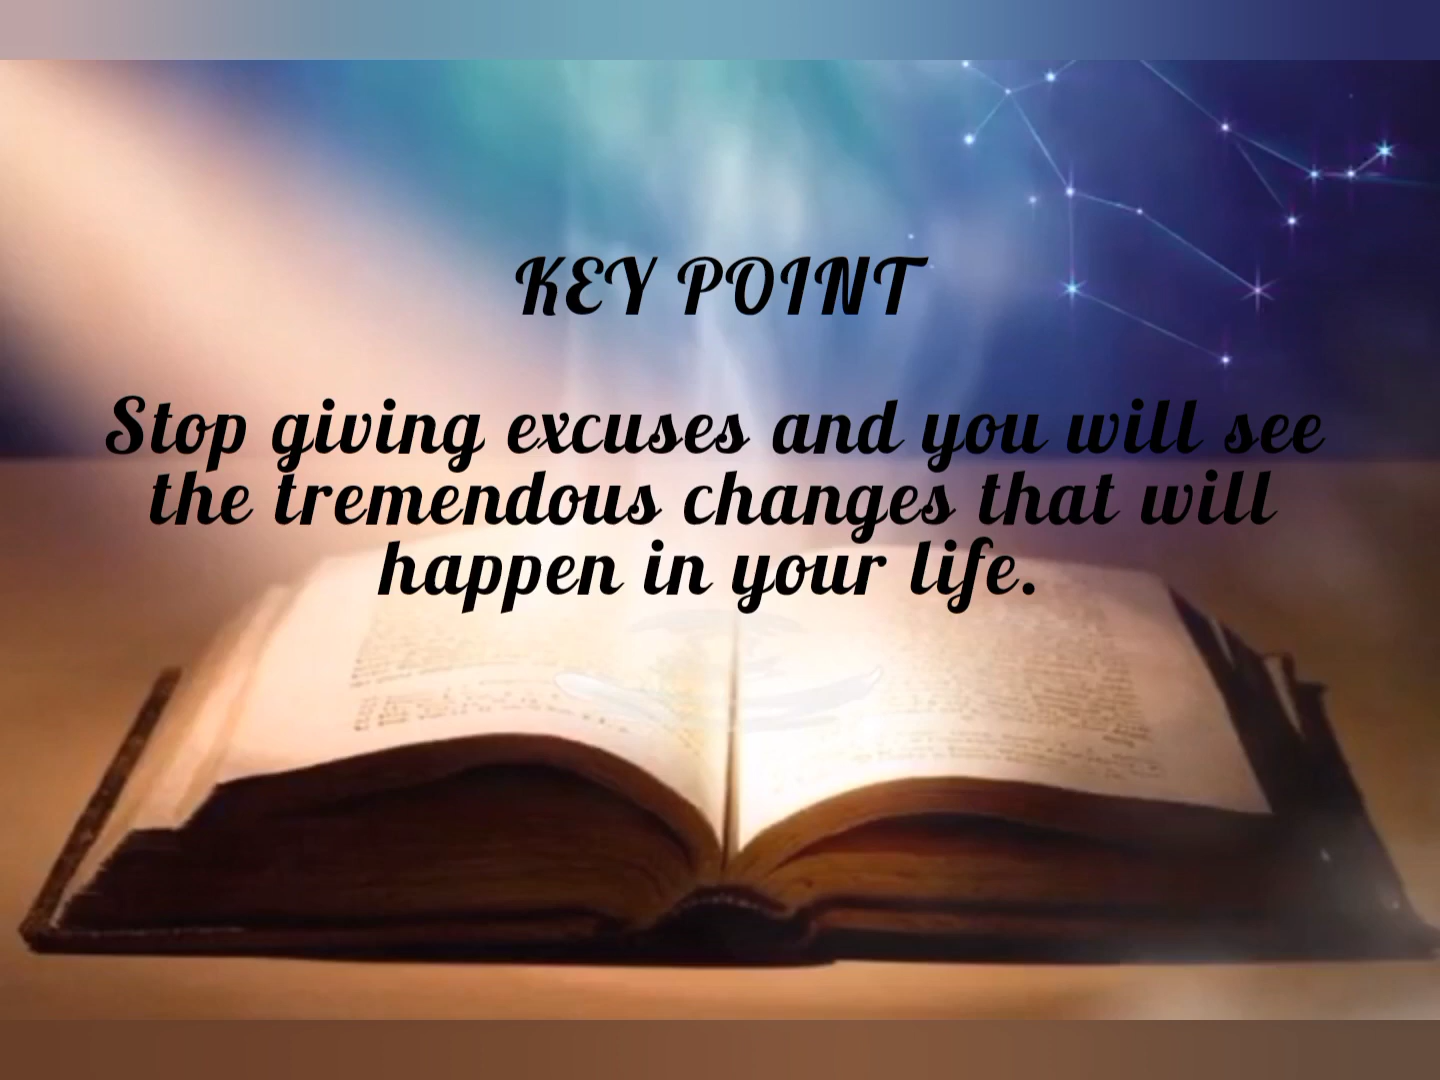 KEY POINT
Stop giving excuses and you will see
the tremendous changes that will
happen in your life.